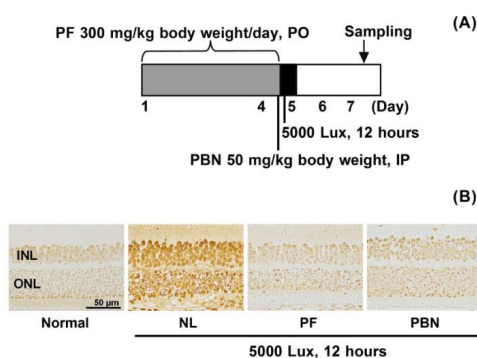 PF 300 mg/kg body weight/day, PO
Sampling
(A)
1 4 5 6 7 (Day)
5000 Lux, 12 hours
PBN 50 mg/kg body weight, IP
(B)
INL
ONL
50 µm
Normal NL PF PBN
5000 Lux, 12 hours